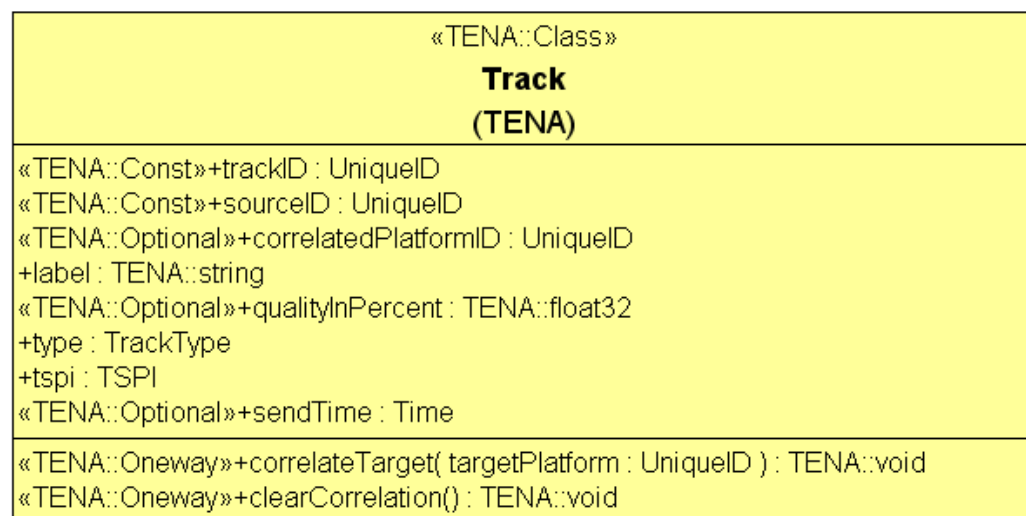 «TENA::Class»
Track
(TENA)
«TENA::Const»+trackID : UniqueID
«TENA::Const»+sourceID : UniqueID
«TENA::Optional»+correlatedPlatformID : UniqueID
+label : TENA::string
«TENA::Optional»+qualityInPercent : TENA::float32
+type : TrackType
+tspi : TSPI
«TENA::Optional»+sendTime : Time
«TENA::Oneway»+correlateTarget( targetPlatform : UniqueID ) : TENA::void
«TENA::Oneway»+clearCorrelation() : TENA::void